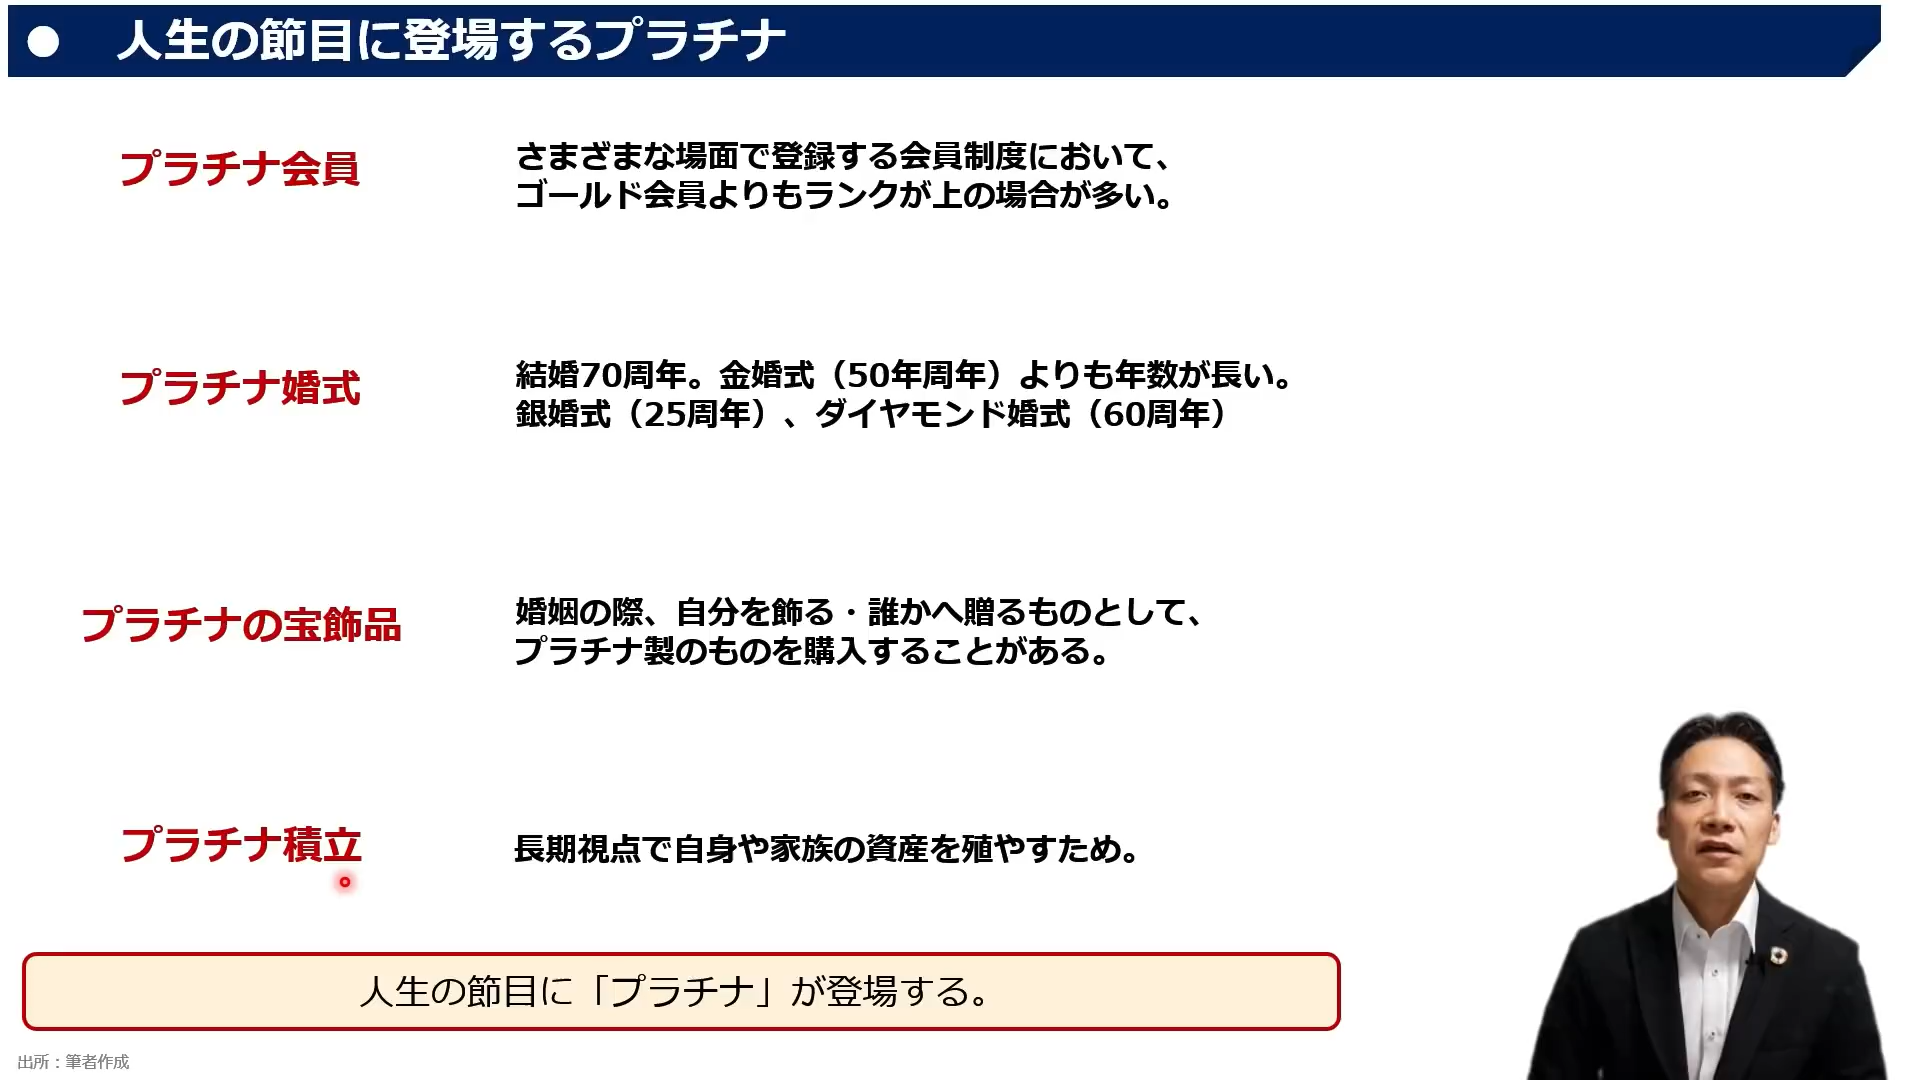 人生の節目に登場するプラチナ
プラチナ会員
さまざまな場面で登録する会員制度において、
ゴールド会員よりもランクが上の場合が多い。
プラチナ婚式
結婚70周年。金婚式（50年周年）よりも年数が長い。
銀婚式（25周年）、ダイヤモンド婚式（60周年）
プラチナの宝飾品
婚姻の際、自分を飾る・誰かへ贈るものとして、
プラチナ製のものを購入することがある。
プラチナ積立
長期視点で自身や家族の資産を殖やすため。
人生の節目に「プラチナ」が登場する。
出所：筆者作成